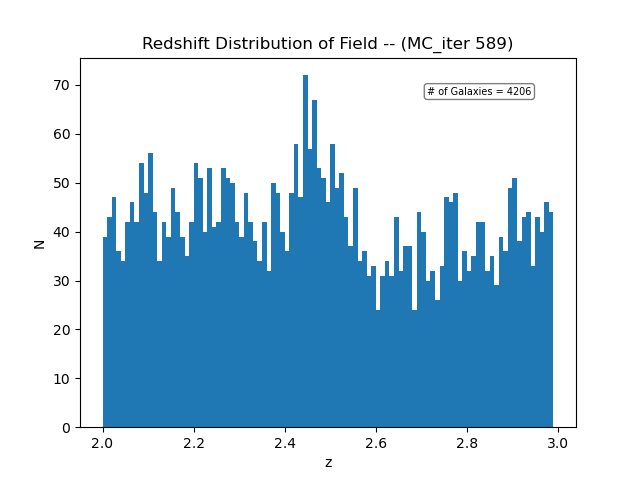 Redshift Distribution of Field -- (MC_iter 589)
# of Galaxies = 4206
70
60
50
40
30
20
10
0
N
2.0 2.2 2.4 2.6 2.8 3.0
z